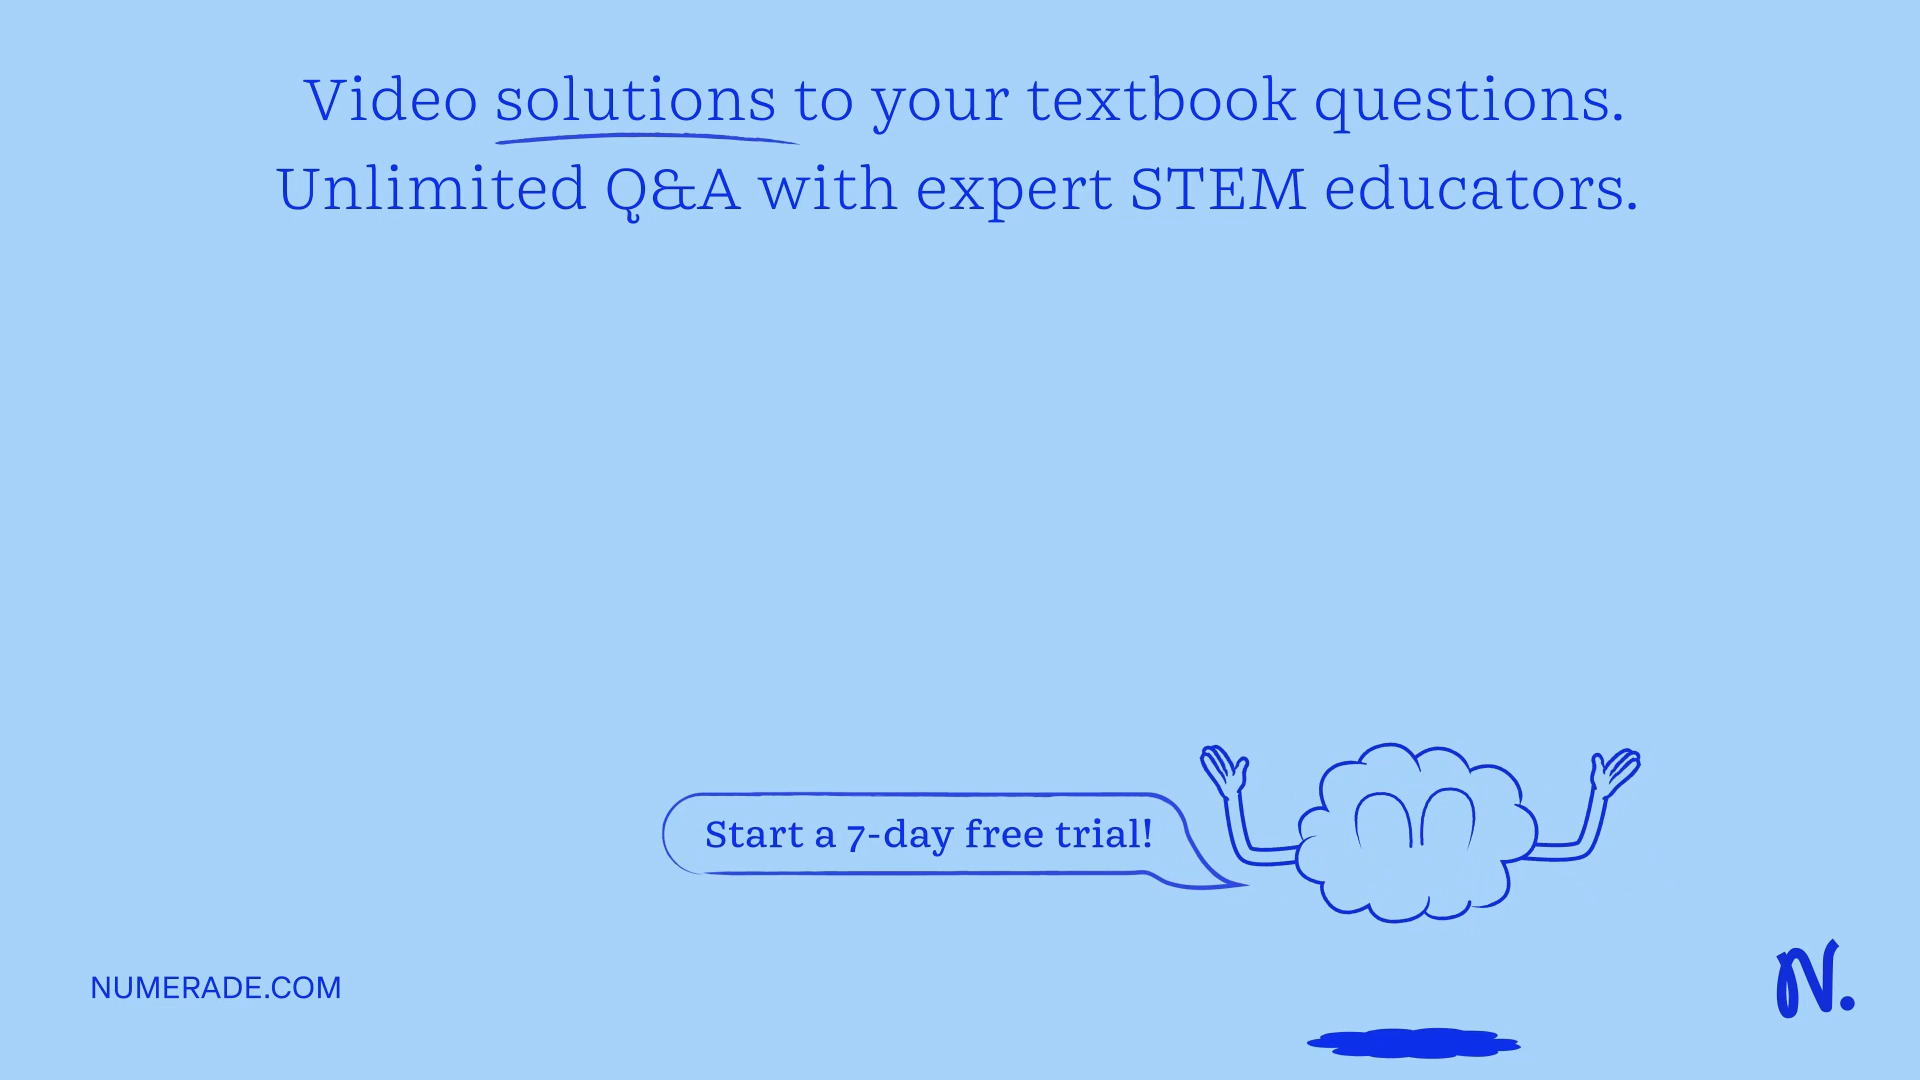 Video solutions to your textbook questions.
Unlimited Q&A with expert STEM educators.
Start a 7-day free trial!
NUMERADE.COM
N.